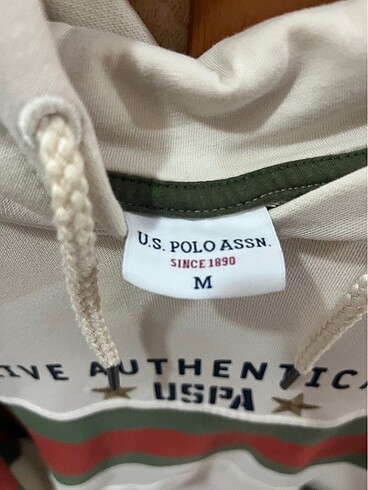 U.S. POLO ASSN.
SINCE 1890
M
IVE AUTHENTIC
USPA